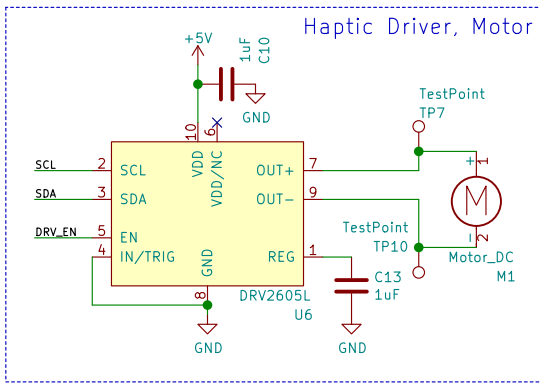 Haptic Driver, Motor
+5V
1uF
C10
GND
TestPoint
TP7
10
6
VDD
VDD/NC
SCL
2
SCL
OUT+
7
+
1
SDA
3
SDA
OUT-
9
M
DRV_EN
5
EN
TestPoint
TP10
4
IN/TRIG
GND
REG
1
-
2
Motor_DC
M1
8
DRV2605L
U6
C13
1uF
GND
GND